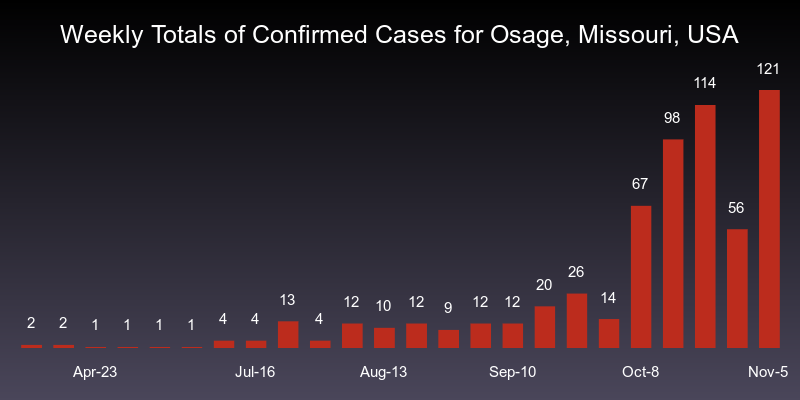 Weekly Totals of Confirmed Cases for Osage, Missouri, USA
2 2 1 1 1 1 4 4 13 4 12 10 12 9 12 12 20 26 14 67 98 114 56 121
Apr-23 Jul-16 Aug-13 Sep-10 Oct-8 Nov-5